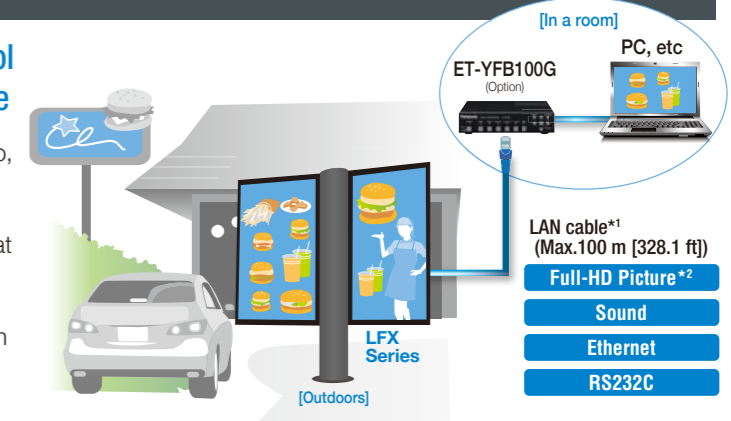 [In a room]
PC, etc
ET-YFB100G
(Option)
LAN cable*1
(Max.100 m [328.1 ft])
Full-HD Picture*2
Sound
Ethernet
RS232C
LFX
Series
[Outdoors]